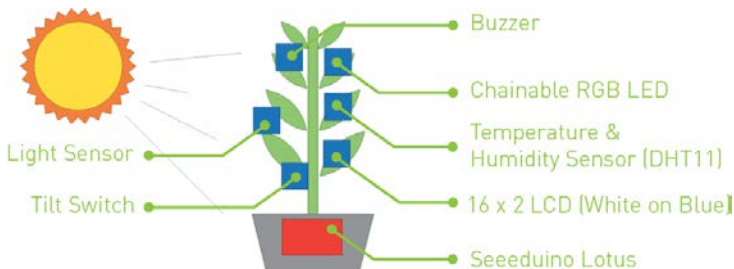 Buzzer
Chainable RGB LED
Light Sensor
Temperature &
Humidity Sensor (DHT11)
Tilt Switch
16 x 2 LCD (White on Blue)
Seeeduino Lotus